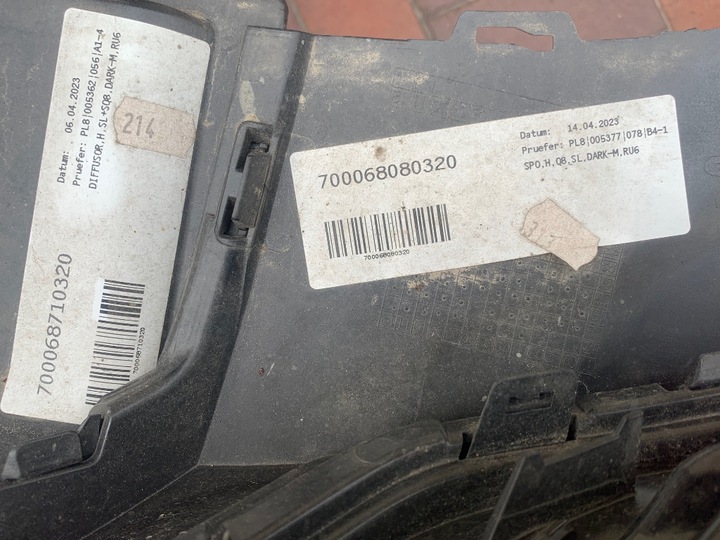 Datum: 06.04.2023
Pruefer: PL8|005362|056|A1-4
DIFFUSOR.H.SL+SQ8.DARK-M.RU6
214
700068710320
700068710320
Datum: 14.04.2023
Pruefer: PL8|005377|078|B4-1
SPO.H.Q8.SL.DARK-M.RU6
700068080320
700068080320